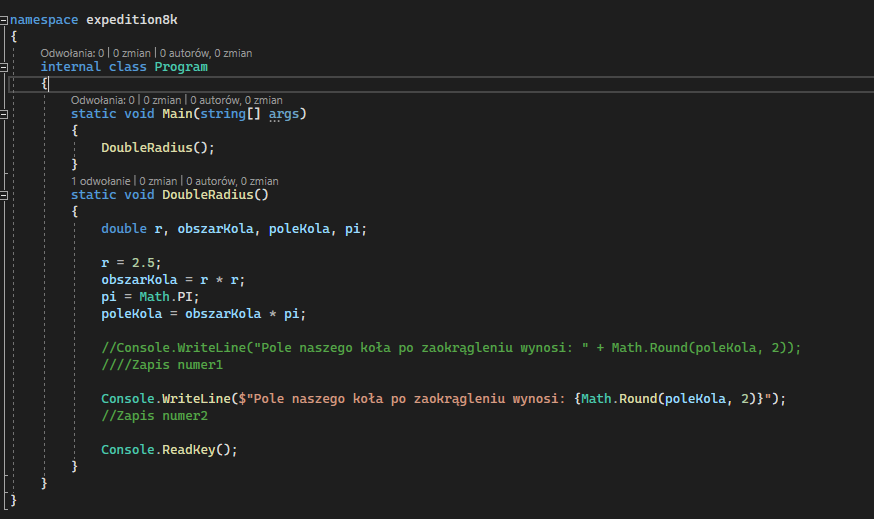 namespace expedition8k
{
Odwołania: 0 | 0 zmian | 0 autorów, 0 zmian
internal class Program
{
Odwołania: 0 | 0 zmian | 0 autorów, 0 zmian
static void Main(string[] args)
{
DoubleRadius();
}
1 odwołanie | 0 zmian | 0 autorów, 0 zmian
static void DoubleRadius()
{
double r, obszarKola, poleKola, pi;
r = 2.5;
obszarKola = r * r;
pi = Math.PI;
poleKola = obszarKola * pi;
//Console.WriteLine("Pole naszego koła po zaokrągleniu wynosi: " + Math.Round(poleKola, 2));
////Zapis numer1
Console.WriteLine($"Pole naszego koła po zaokrągleniu wynosi: {Math.Round(poleKola, 2)}");
//Zapis numer2
Console.ReadKey();
}
}
}